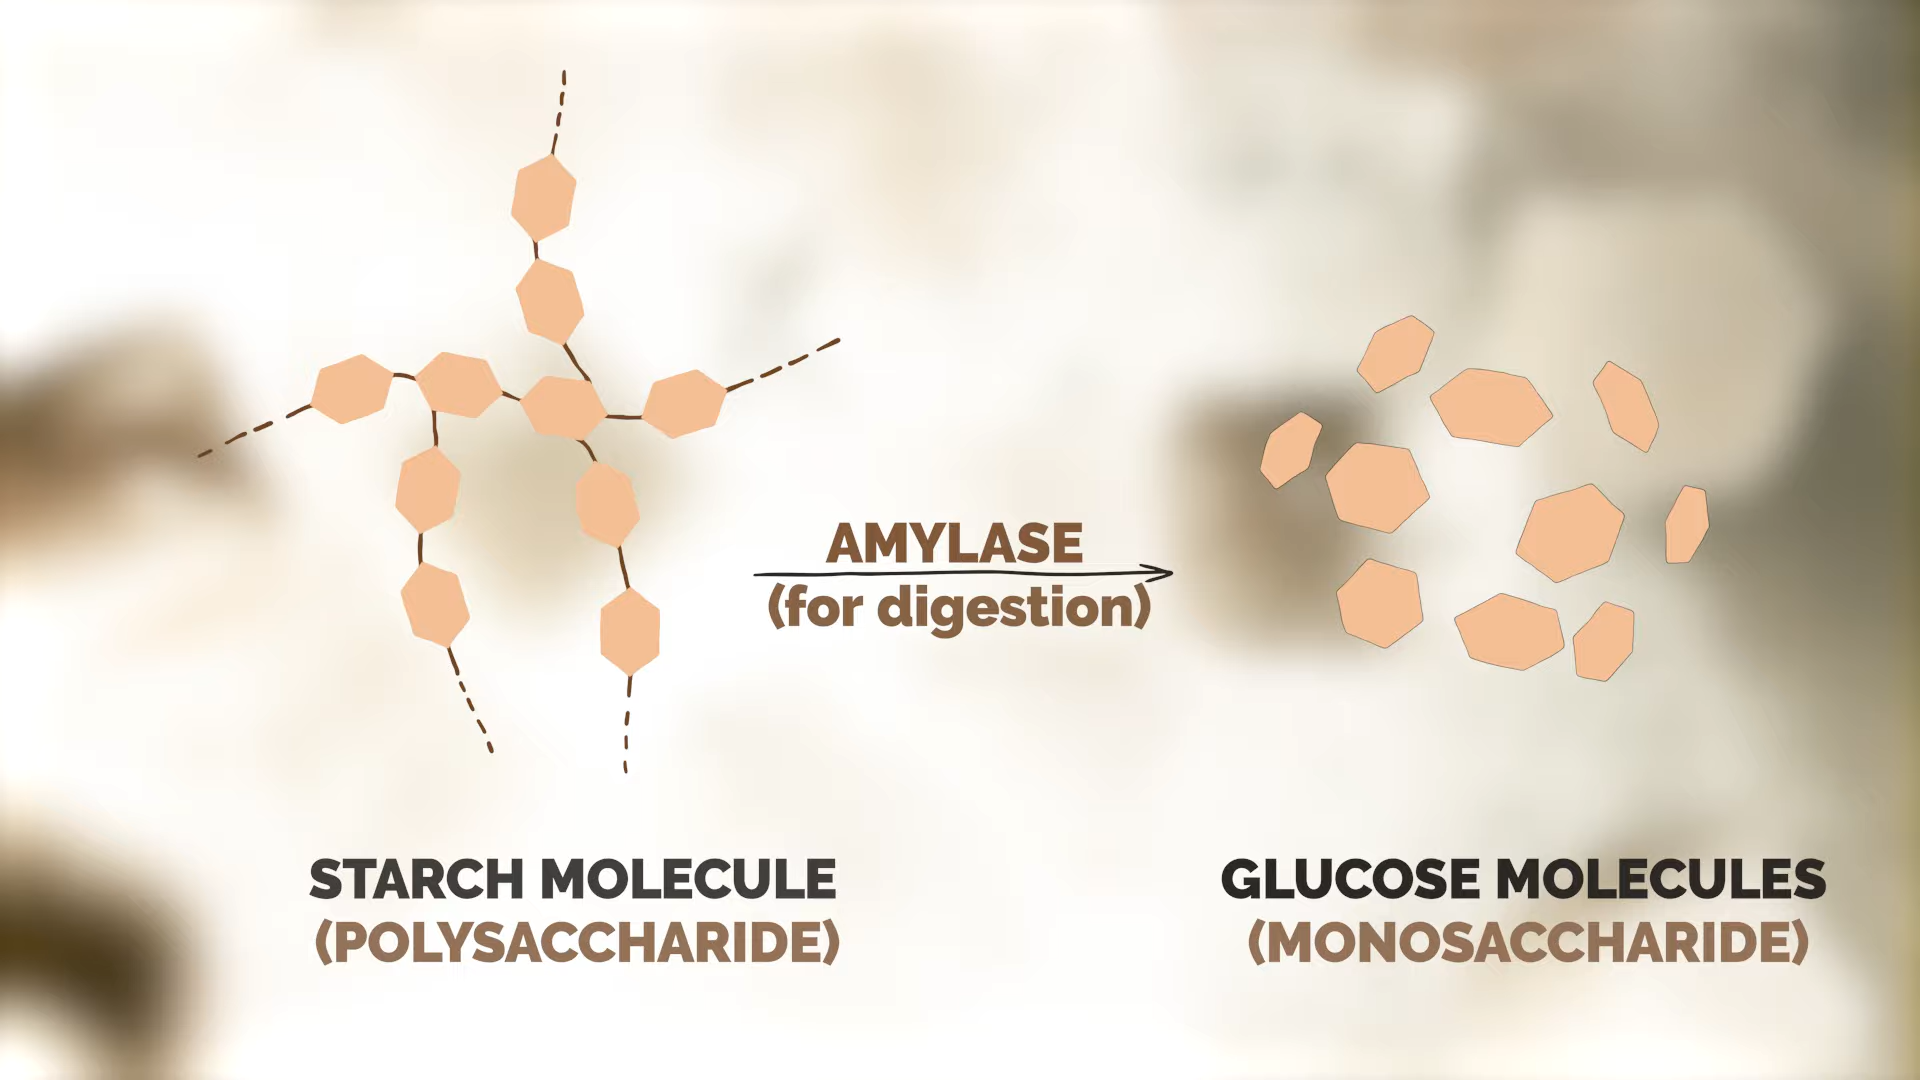 AMYLASE
(for digestion)
STARCH MOLECULE
(POLYSACCHARIDE)
GLUCOSE MOLECULES
(MONOSACCHARIDE)